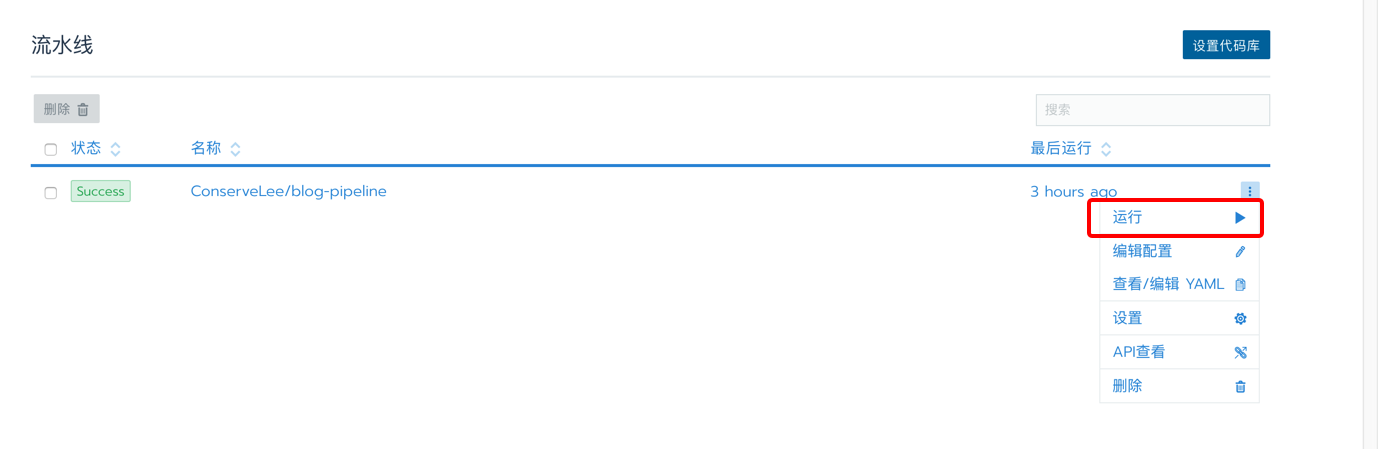 流水线
设置代码库
删除
搜索
状态 名称 最后运行
Success ConserveLee/blog-pipeline 3 hours ago
运行
编辑配置
查看/编辑 YAML
设置
API查看
删除